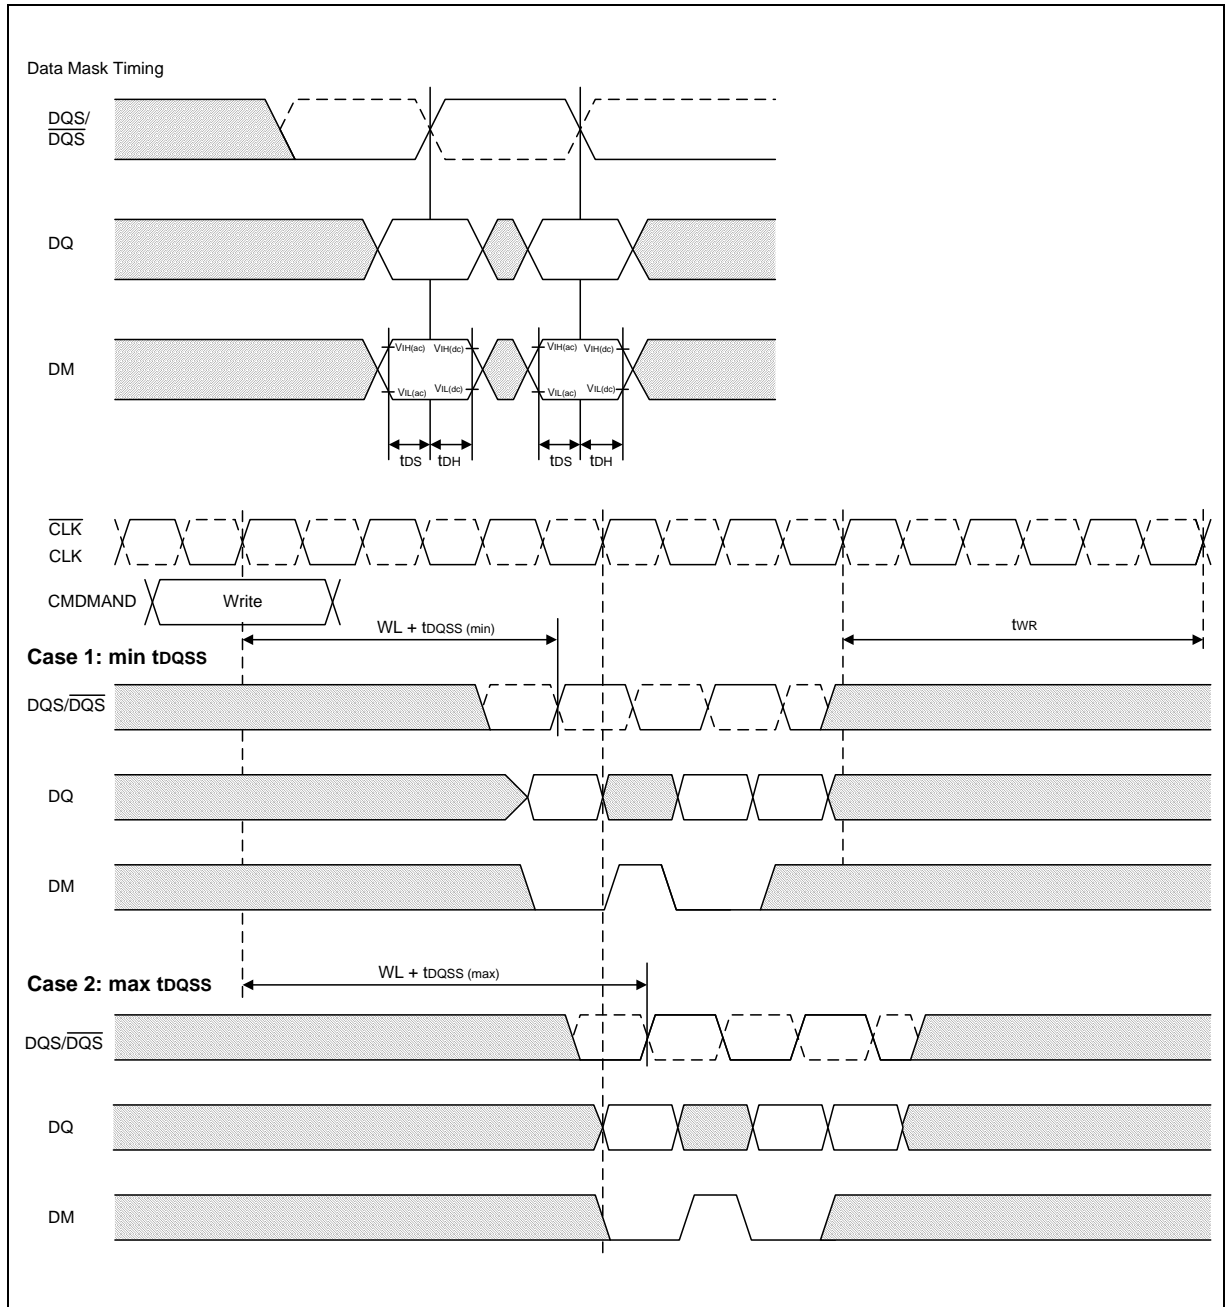 Data Mask Timing
DQS/
DQS
DQ
DM
VIH(ac) VIH(dc) VIH(ac) VIH(dc)
VIL(ac) VIL(dc) VIL(ac) VIL(dc)
tDS tDH tDS tDH
CLK
CLK
CMDMAND Write
WL + tDQSS (min) tWR
Case 1: min tDQSS
DQS/DQS
DQ
DM
WL + tDQSS (max)
Case 2: max tDQSS
DQS/DQS
DQ
DM